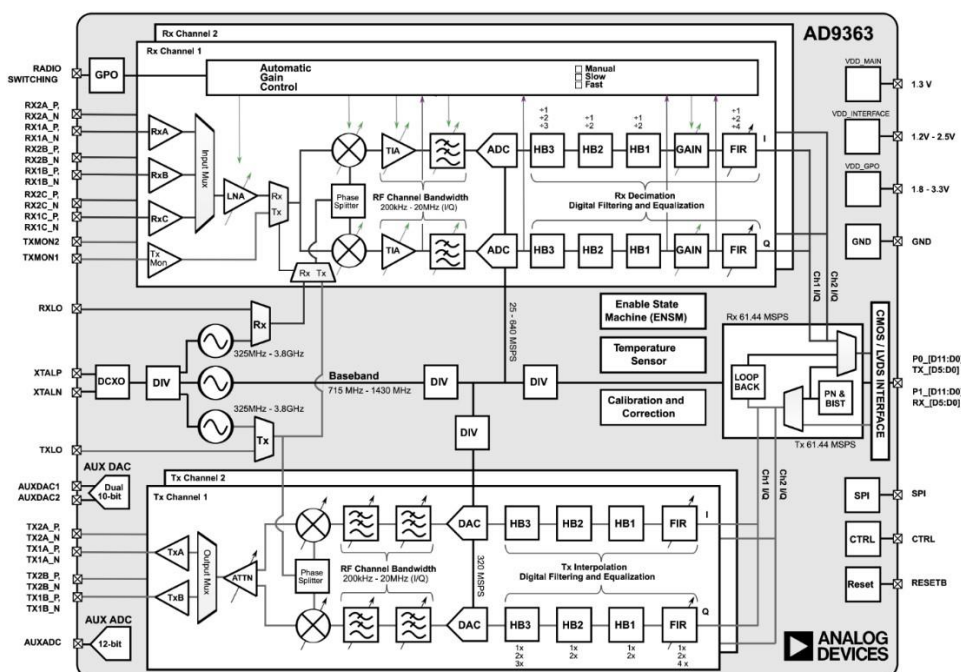 Rx Channel 2
Rx Channel 1
AD9363
RADIO
SWITCHING
GPO
Automatic
Gain
Control
Manual
Slow
Fast
VDD_MAIN
1.3 V
VDD_INTERFACE
1.2V - 2.5V
VDD_GPO
1.8 - 3.3V
GND
GND
RX2A_P,
RX2A_N
RX1A_P,
RX1A_N
RX2B_P,
RX2B_N
RX1B_P,
RX1B_N
RX2C_P,
RX2C_N
RX1C_P,
RX1C_N
TXMON2
TXMON1
RxA
RxB
RxC
Tx
Mon
Input Mux
LNA
Rx
Tx
Phase
Splitter
Rx Tx
÷1
÷2
÷3
÷1
÷2
÷1
÷2
÷1
÷2
÷4
TIA
ADC
HB3
HB2
HB1
GAIN
FIR
I
RF Channel Bandwidth
200kHz - 20MHz (I/Q)
Rx Decimation
Digital Filtering and Equalization
TIA
ADC
HB3
HB2
HB1
GAIN
FIR
Q
Ch1 I/Q
Ch2 I/Q
RXLO
Rx
325MHz - 3.8GHz
25 - 640 MSPS
Enable State
Machine (ENSM)
Temperature
Sensor
Calibration and
Correction
XTALP
XTALN
DCXO
DIV
Baseband
715 MHz - 1430 MHz
DIV
DIV
DIV
325MHz - 3.8GHz
Tx
TXLO
Rx 61.44 MSPS
LOOP
BACK
PN &
BIST
Tx 61.44 MSPS
CMOS / LVDS INTERFACE
P0_[D11:D0]
TX_[D5:D0]
P1_[D11:D0]
RX_[D5:D0]
Ch1 I/Q
Ch2 I/Q
AUX DAC
AUXDAC1
AUXDAC2
Dual
10-bit
Tx Channel 2
Tx Channel 1
TX2A_P,
TX2A_N
TX1A_P,
TX1A_N
TX2B_P,
TX2B_N
TX1B_P,
TX1B_N
TxA
TxB
Output Mux
ATTN
Phase
Splitter
DAC
HB3
HB2
HB1
FIR
I
RF Channel Bandwidth
200kHz - 20MHz (I/Q)
320 MSPS
Tx Interpolation
Digital Filtering and Equalization
DAC
HB3
HB2
HB1
FIR
Q
1x
2x
3x
1x
2x
1x
2x
1x
2x
4 x
AUX ADC
AUXADC
12-bit
SPI
SPI
CTRL
CTRL
Reset
RESETB
ANALOG
DEVICES